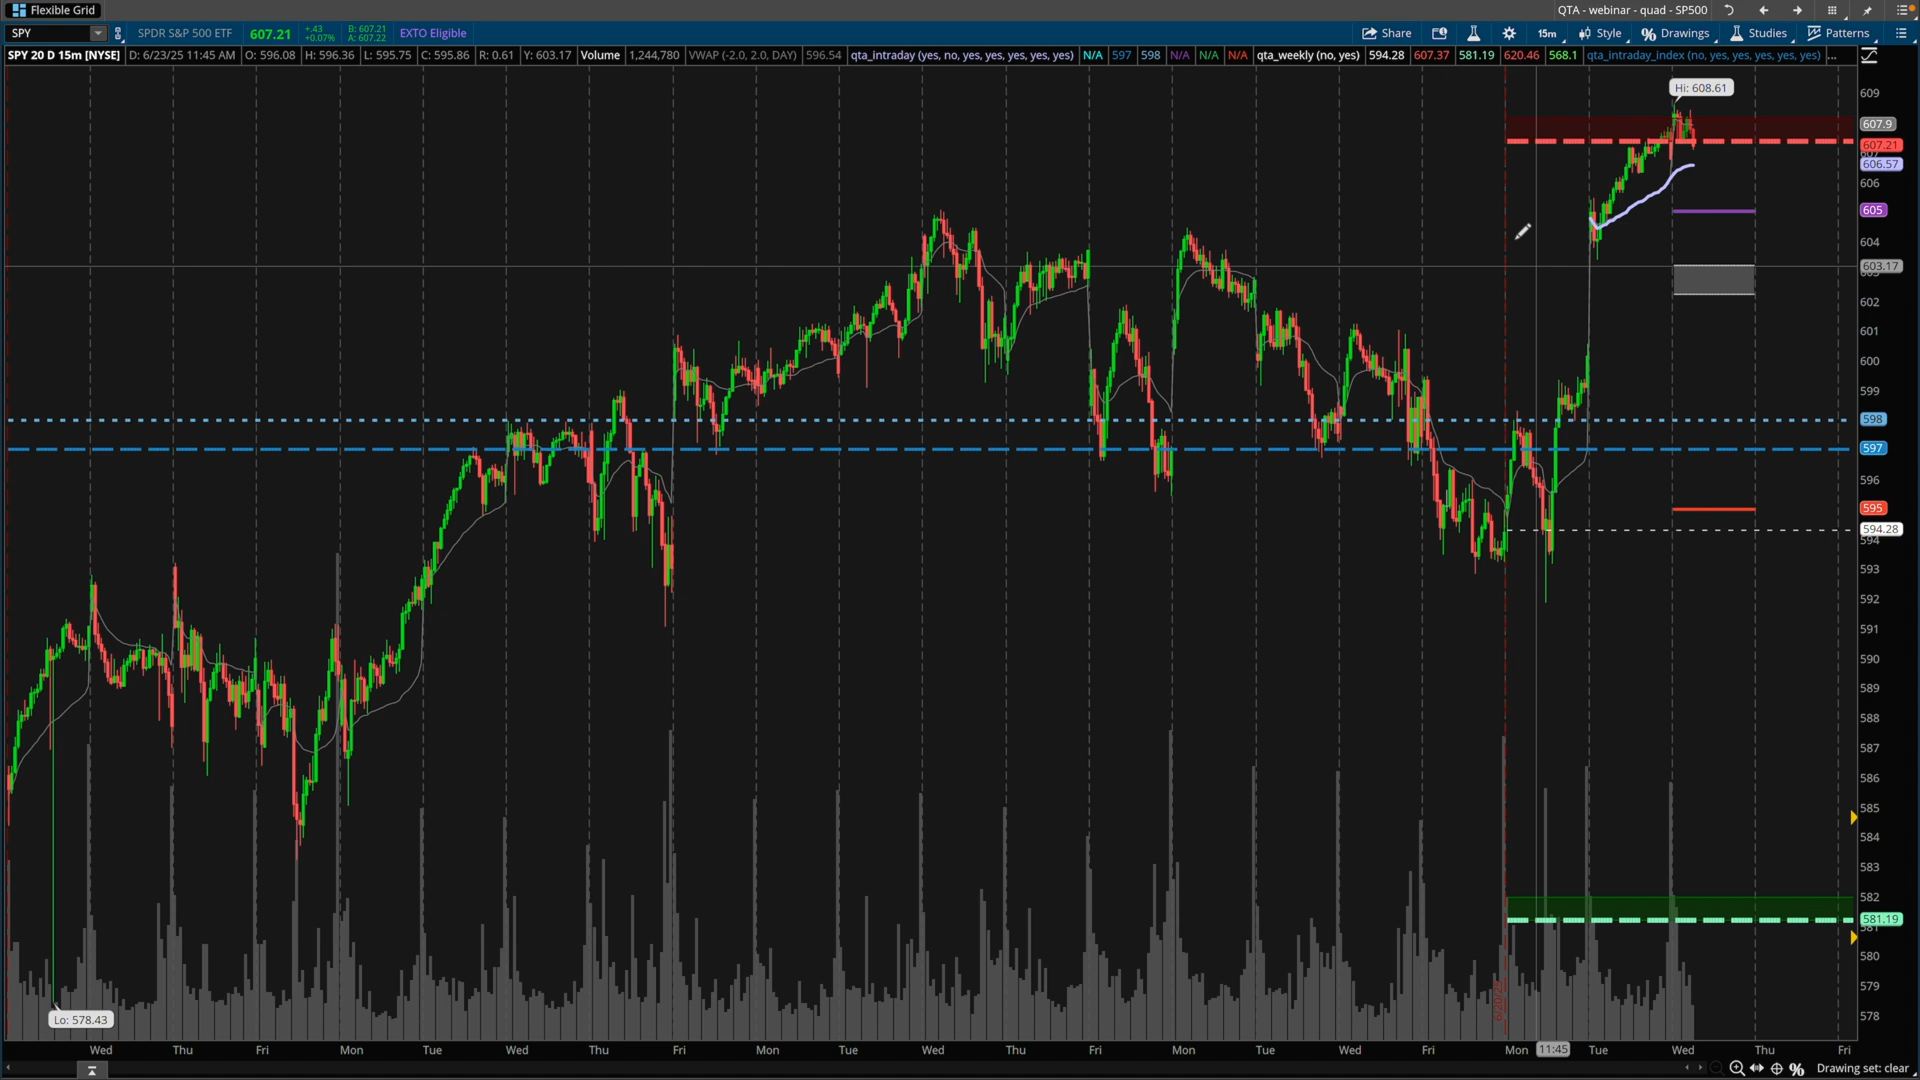 Flexible Grid
QTA - webinar - quad - SP500
SPY
SPDR S&P 500 ETF
607.21
+.43
+0.07%
B: 607.21
A: 607.22
EXTO Eligible
Share
15m
Style
Drawings
Studies
Patterns
SPY 20 D 15m [NYSE]
D: 6/23/25 11:45 AM
O: 596.08
H: 596.36
L: 595.75
C: 595.86
R: 0.61
Y: 603.17
Volume
1,244,780
VWAP (-2.0, 2.0, DAY)
596.54
qta_intraday (yes, no, yes, yes, yes, yes, yes)
N/A
597
598
N/A
N/A
N/A
qta_weekly (no, yes)
594.28
607.37
581.19
620.46
568.1
qta_intraday_index (no, yes, yes, yes, yes, yes)
...
Hi: 608.61
609
607.9
607.21
606.57
606
605
604
603.17
602
601
600
599
598
597
596
595
594.28
594
593
592
591
590
589
588
587
586
585
584
583
582
581.19
581
580
579
578
Lo: 578.43
Wed
Thu
Fri
Mon
Tue
Wed
Thu
Fri
Mon
Tue
Wed
Thu
Fri
Mon
Tue
Wed
Fri
Mon
11:45
Tue
Wed
Thu
Fri
Drawing set: clear